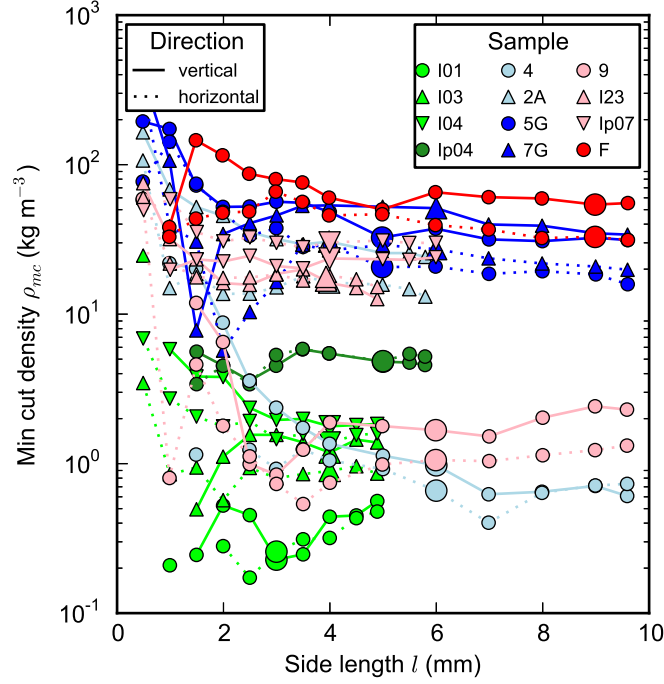 10³
10²
10¹
10⁰
10⁻¹
Min cut density ρmc (kg m⁻³)
Direction
vertical
horizontal
Sample
I01 4 9
I03 2A I23
I04 5G Ip07
Ip04 7G F
0 2 4 6 8 10
Side length l (mm)